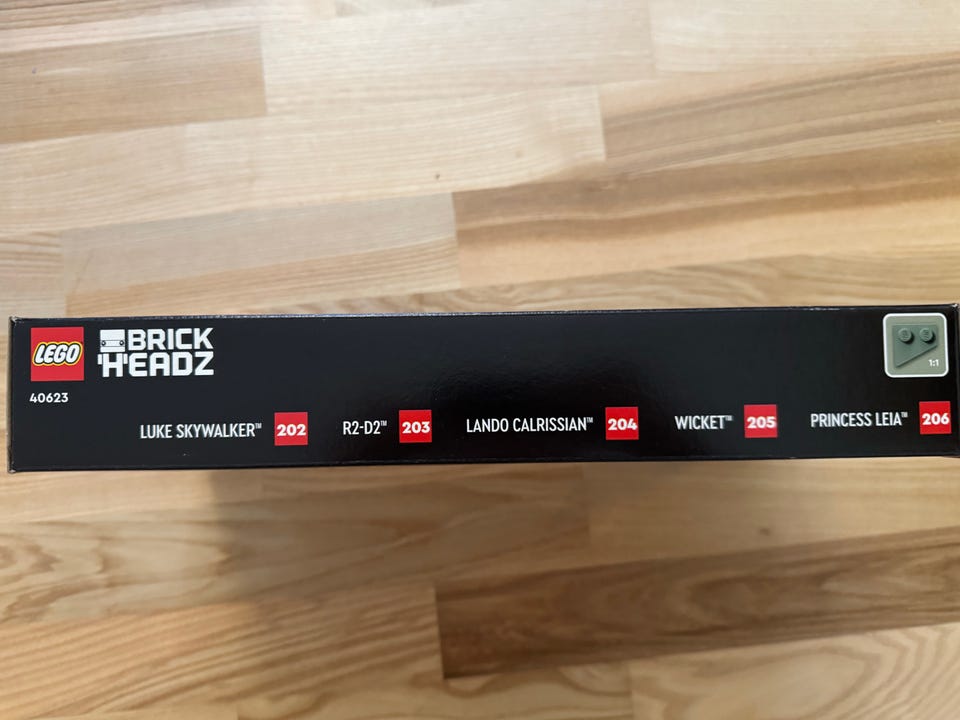 LEGO
BRICK
HEADZ
40623
1:1
LUKE SKYWALKER™ 202
R2-D2™ 203
LANDO CALRISSIAN™ 204
WICKET™ 205
PRINCESS LEIA™ 206